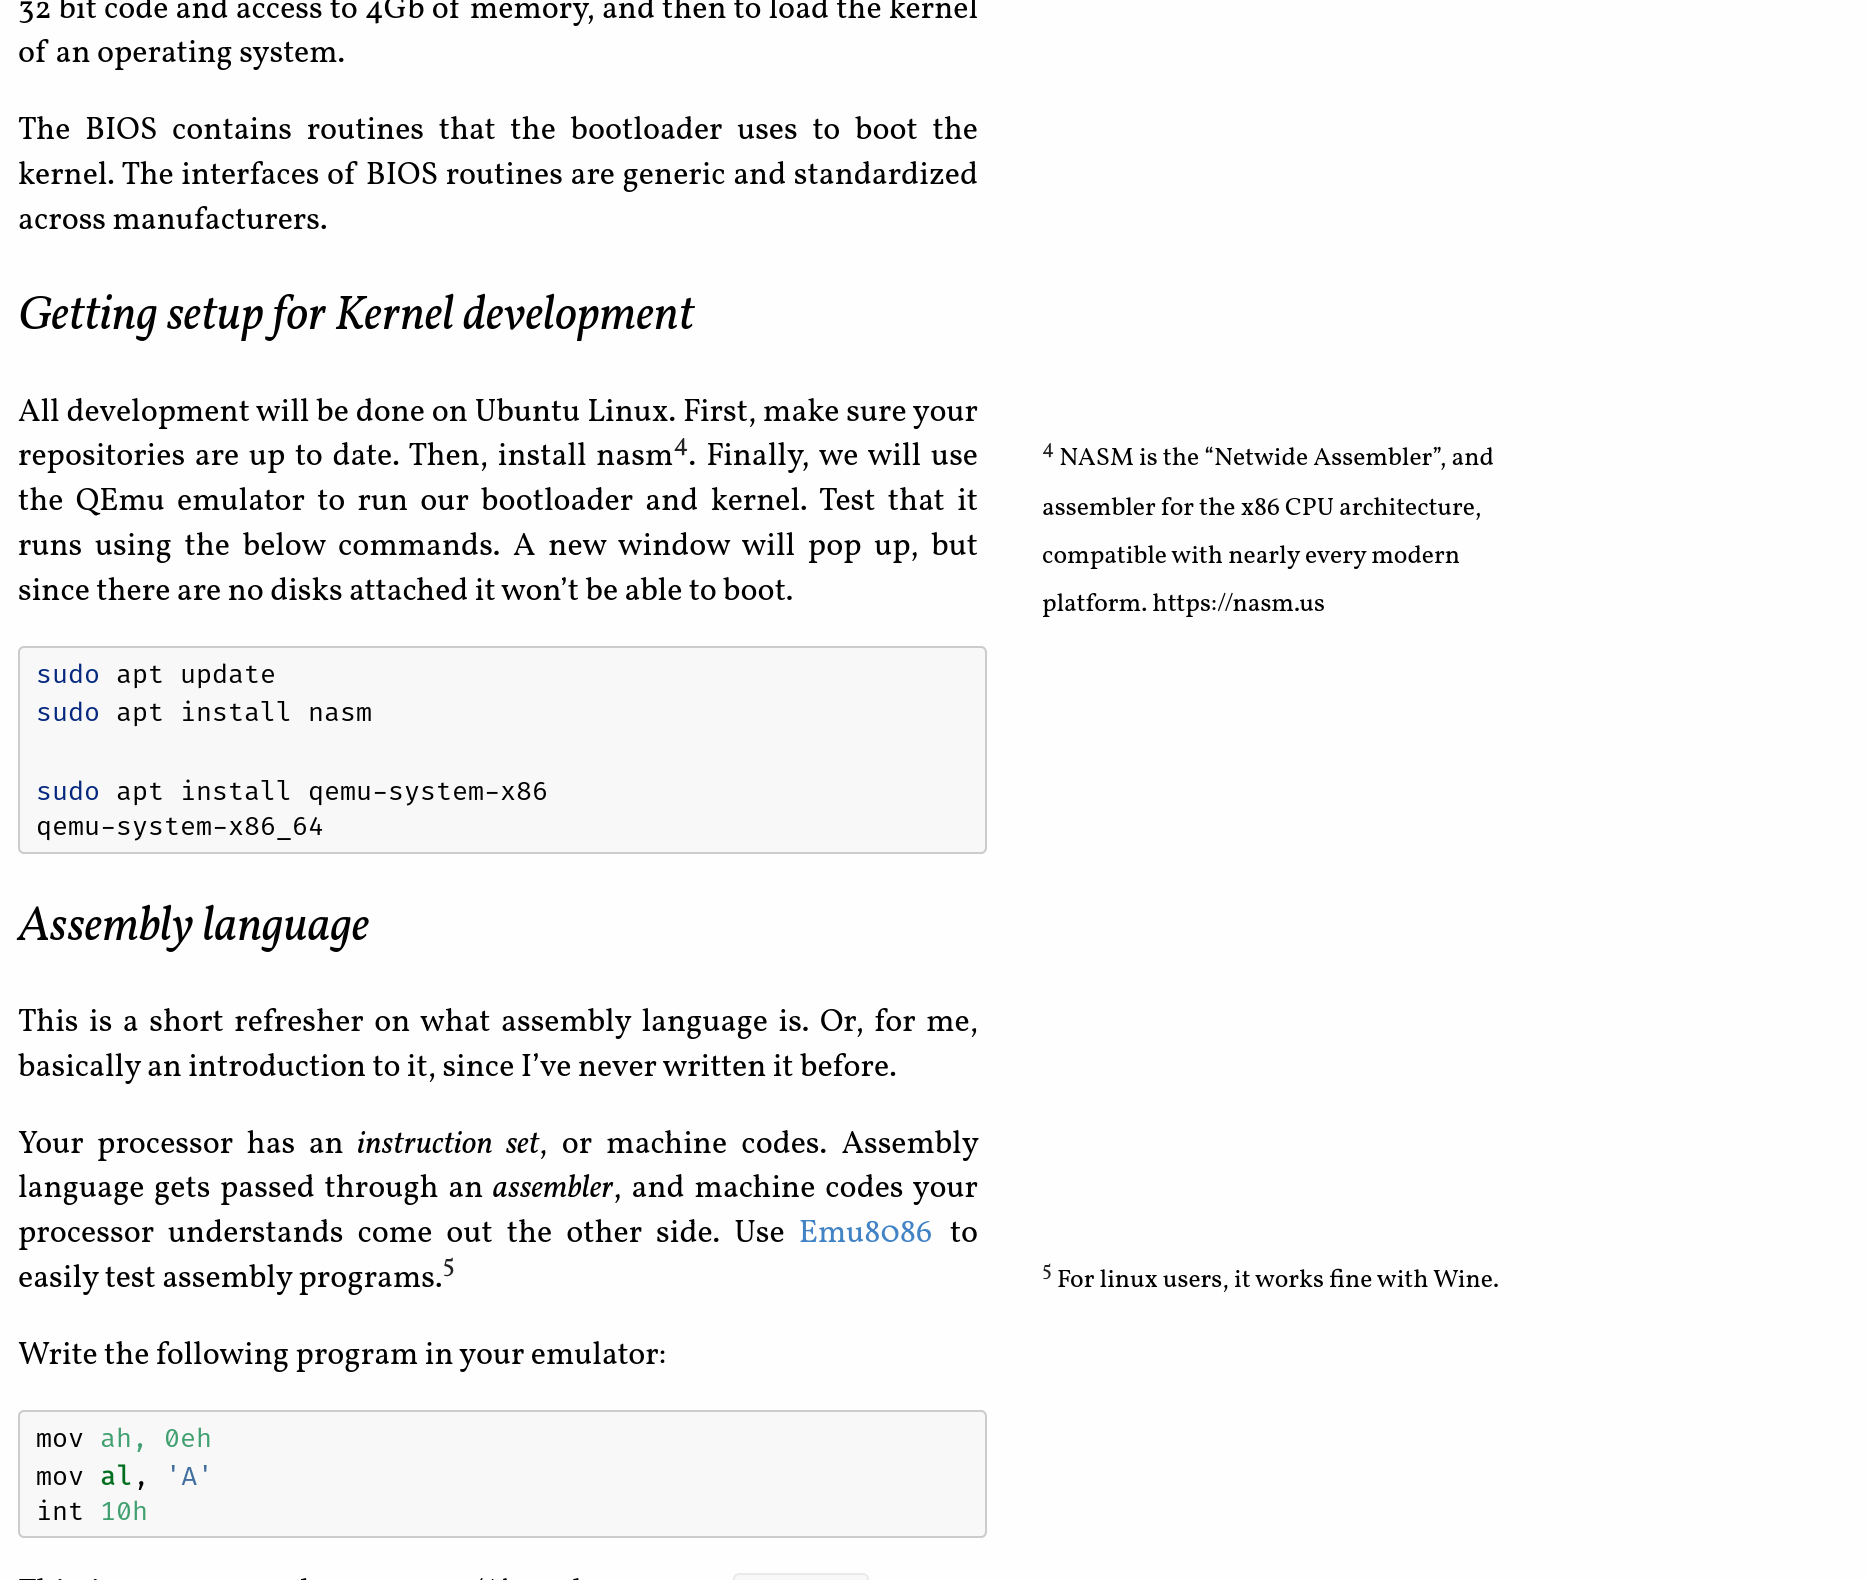 32 bit code and access to 4Gb of memory, and then to load the kernel
of an operating system.
The BIOS contains routines that the bootloader uses to boot the
kernel. The interfaces of BIOS routines are generic and standardized
across manufacturers.
Getting setup for Kernel development
All development will be done on Ubuntu Linux. First, make sure your
repositories are up to date. Then, install nasm⁴. Finally, we will use
the QEmu emulator to run our bootloader and kernel. Test that it
runs using the below commands. A new window will pop up, but
since there are no disks attached it won’t be able to boot.
⁴ NASM is the “Netwide Assembler”, and
assembler for the x86 CPU architecture,
compatible with nearly every modern
platform. https://nasm.us
sudo apt update
sudo apt install nasm
sudo apt install qemu-system-x86
qemu-system-x86_64
Assembly language
This is a short refresher on what assembly language is. Or, for me,
basically an introduction to it, since I’ve never written it before.
Your processor has an instruction set, or machine codes. Assembly
language gets passed through an assembler, and machine codes your
processor understands come out the other side. Use Emu8086 to
easily test assembly programs.⁵
⁵ For linux users, it works fine with Wine.
Write the following program in your emulator:
mov ah, 0eh
mov al, 'A'
int 10h